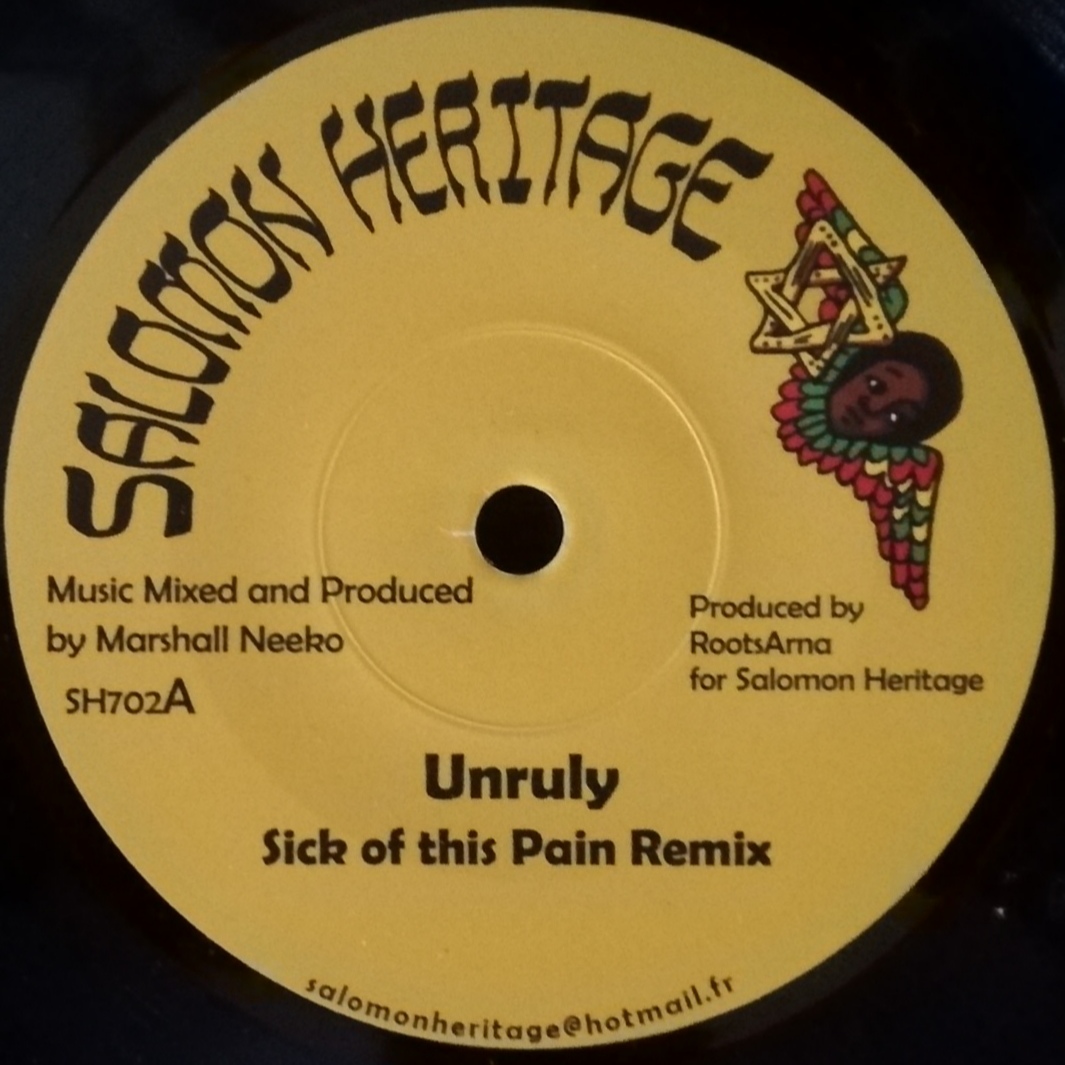 SALOMON HERITAGE
Music Mixed and Produced
by Marshall Neeko
SH702A
Produced by
RootsArna
for Salomon Heritage
Unruly
Sick of this Pain Remix
salomonheritage@hotmail.fr